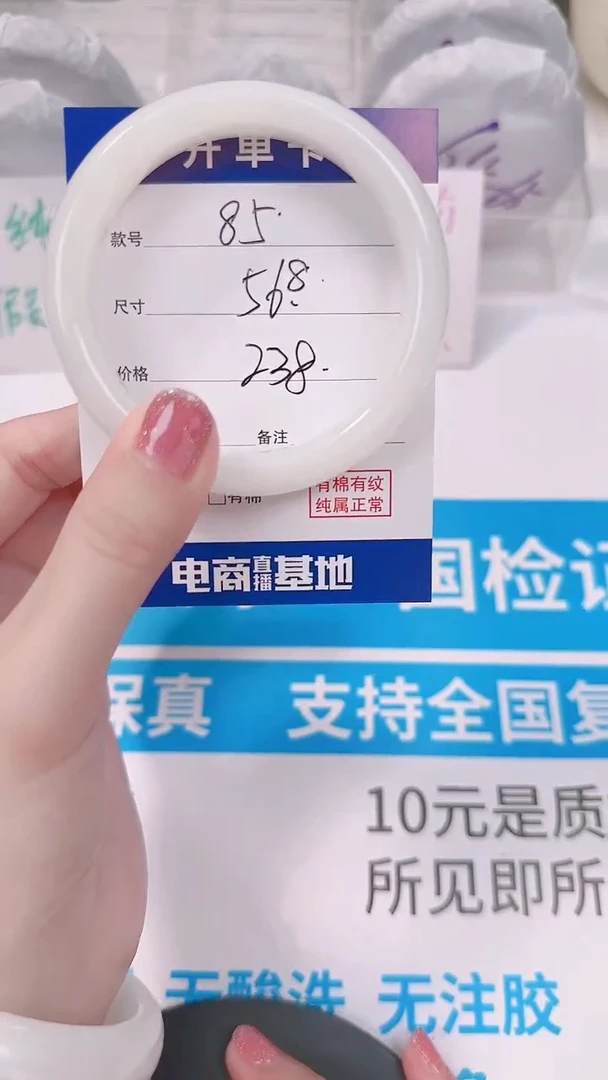 开单卡
款号 85.
尺寸 56.8.
价格 238.
备注
□有棉
有棉有纹
纯属正常
电商直播基地
国检证
保真 支持全国复
10元是质
所见即所
无酸洗 无注胶